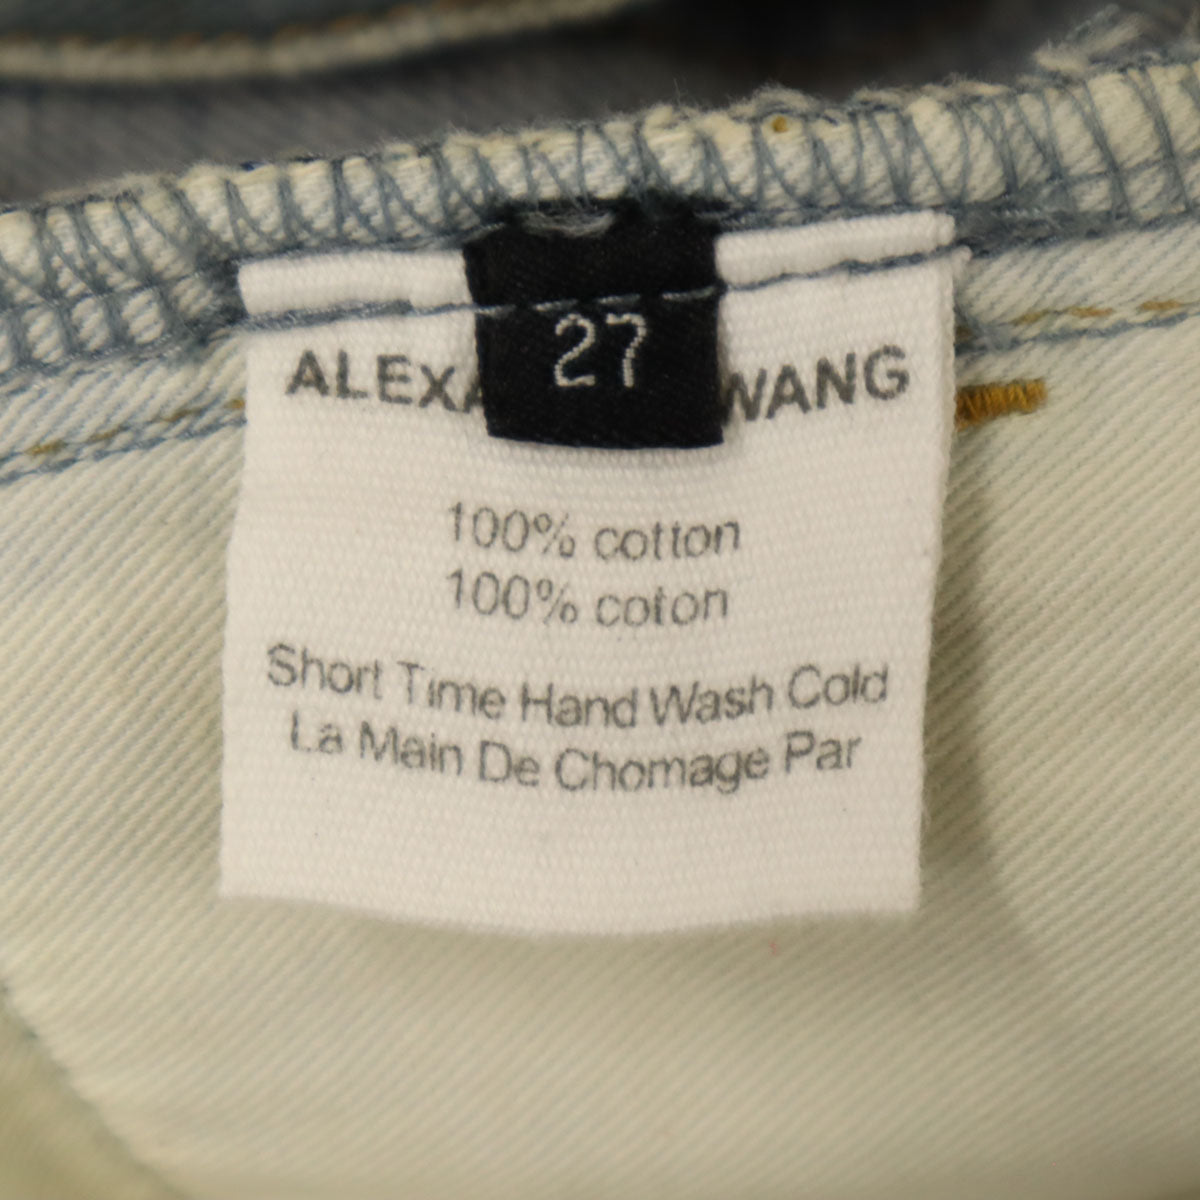 27
ALEXA WANG
100% cotton
100% coton
Short Time Hand Wash Cold
La Main De Chomage Par